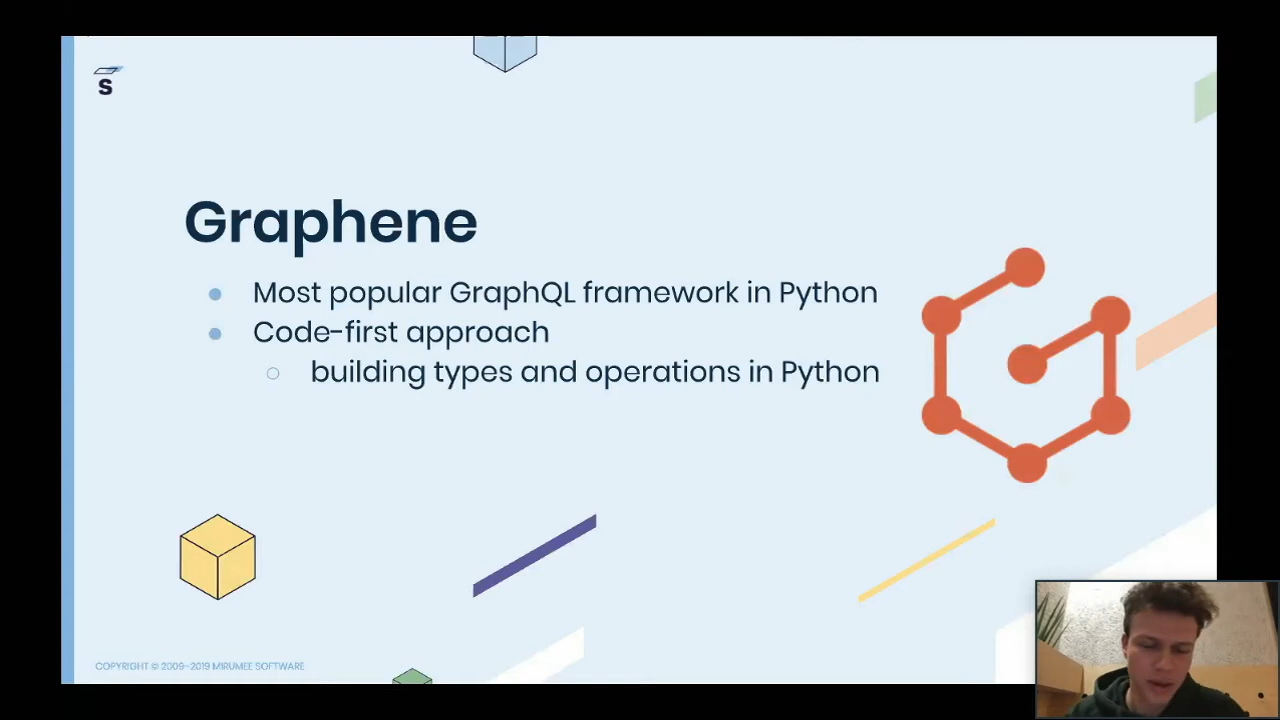 S
Graphene
Most popular GraphQL framework in Python
Code-first approach
building types and operations in Python
COPYRIGHT © 2009–2019 MIRUMEE SOFTWARE